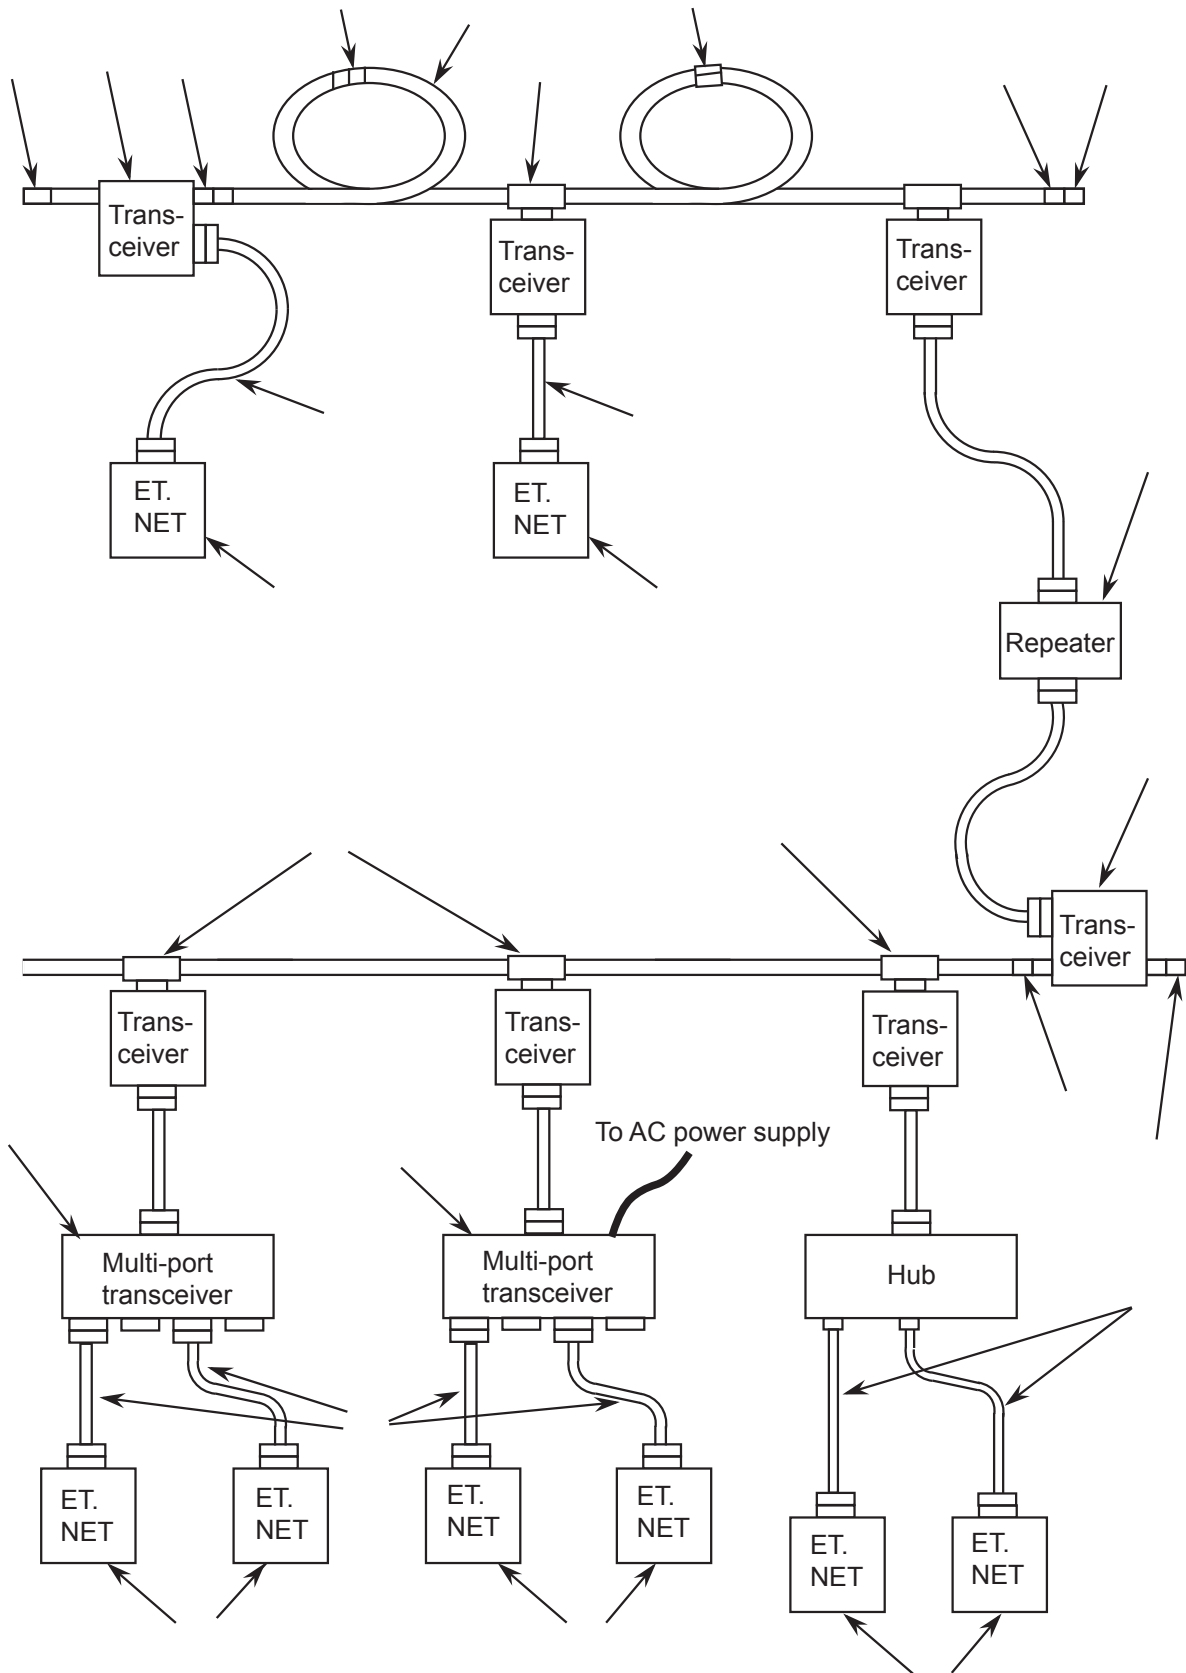 Trans-
ceiver
Trans-
ceiver
Trans-
ceiver
ET.
NET
ET.
NET
Repeater
Trans-
ceiver
Trans-
ceiver
Trans-
ceiver
Trans-
ceiver
To AC power supply
Multi-port
transceiver
Multi-port
transceiver
Hub
ET.
NET
ET.
NET
ET.
NET
ET.
NET
ET.
NET
ET.
NET